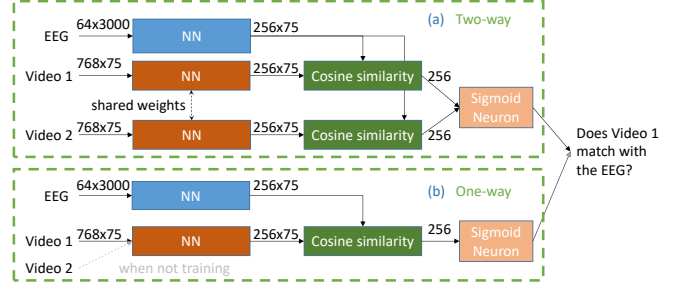 (a) Two-way
EEG 64x3000 NN 256x75
Video 1 768x75 NN 256x75 Cosine similarity 256
shared weights
Sigmoid
Neuron
Video 2 768x75 NN 256x75 Cosine similarity 256
Does Video 1
match with
the EEG?
(b) One-way
EEG 64x3000 NN 256x75
Video 1 768x75 NN 256x75 Cosine similarity 256
Sigmoid
Neuron
Video 2 when not training